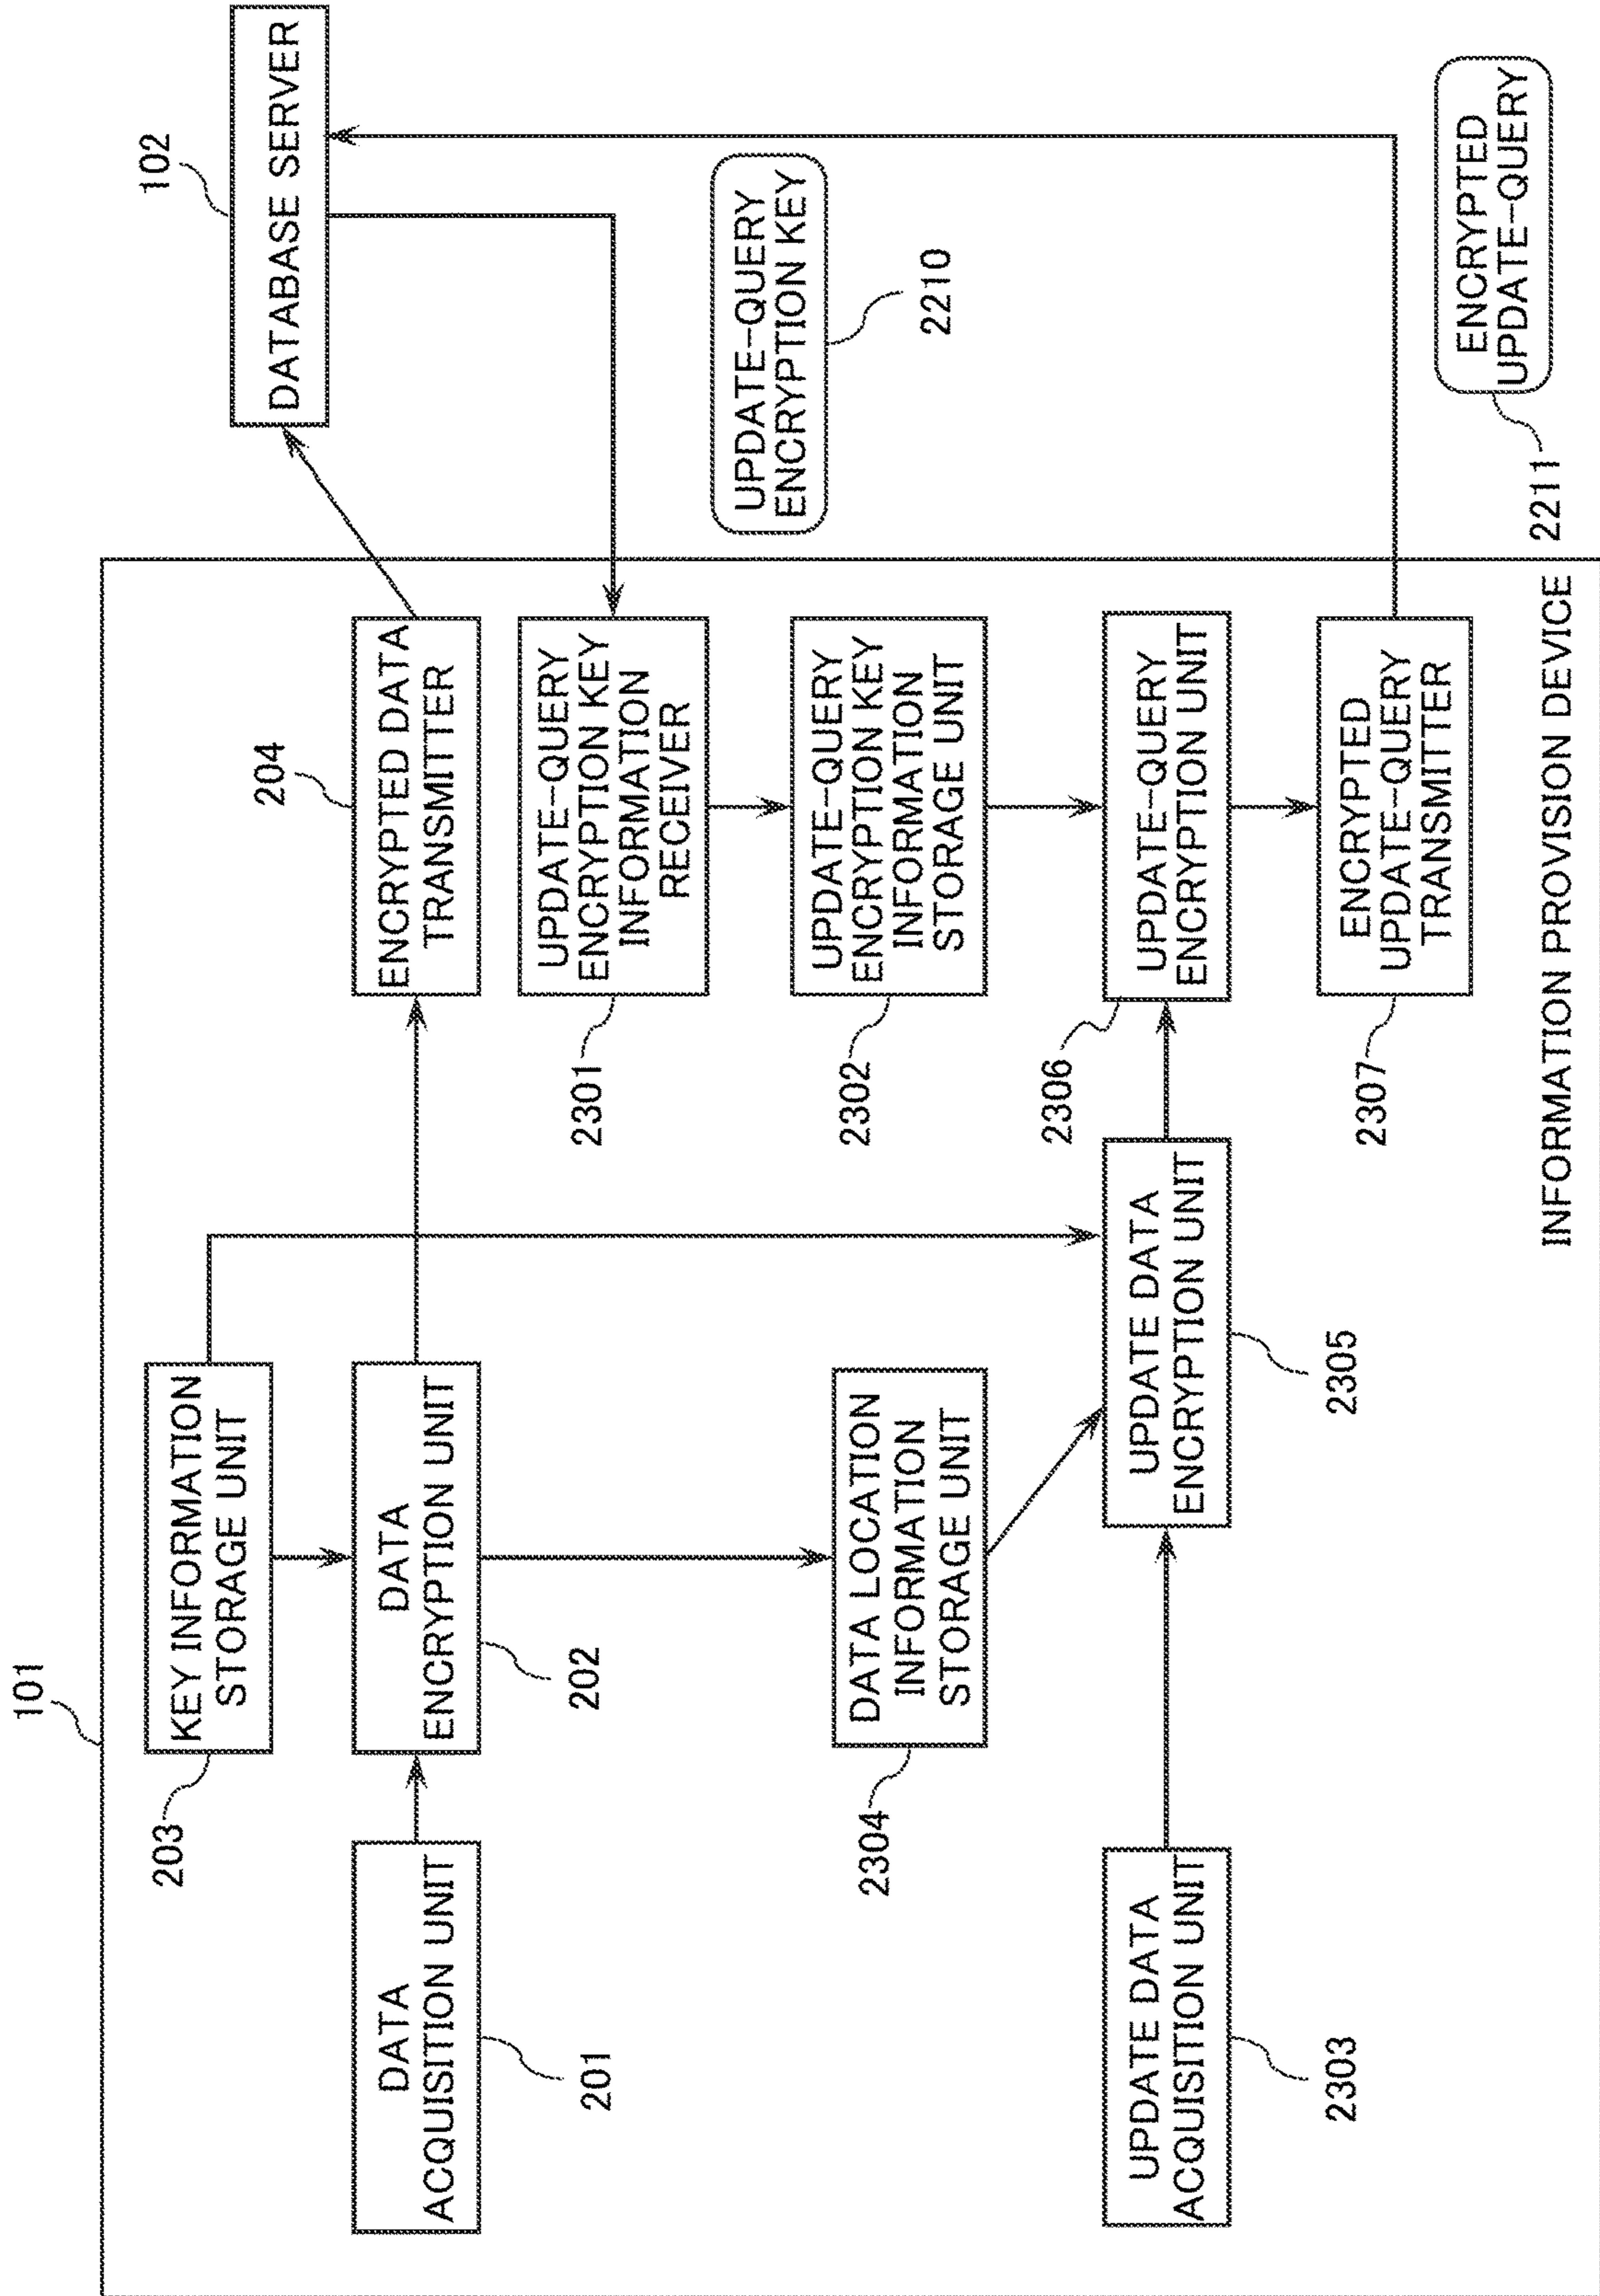 101
203
KEY INFORMATION
STORAGE UNIT
102
DATABASE SERVER
201
DATA
ACQUISITION UNIT
202
DATA
ENCRYPTION UNIT
204
ENCRYPTED DATA
TRANSMITTER
2301
UPDATE-QUERY
ENCRYPTION KEY
INFORMATION
RECEIVER
UPDATE-QUERY
ENCRYPTION KEY
2210
2304
DATA LOCATION
INFORMATION
STORAGE UNIT
2302
UPDATE-QUERY
ENCRYPTION KEY
INFORMATION
STORAGE UNIT
2303
UPDATE DATA
ACQUISITION UNIT
2305
UPDATE DATA
ENCRYPTION UNIT
2306
UPDATE-QUERY
ENCRYPTION UNIT
2307
ENCRYPTED
UPDATE-QUERY
TRANSMITTER
2211
ENCRYPTED
UPDATE-QUERY
INFORMATION PROVISION DEVICE